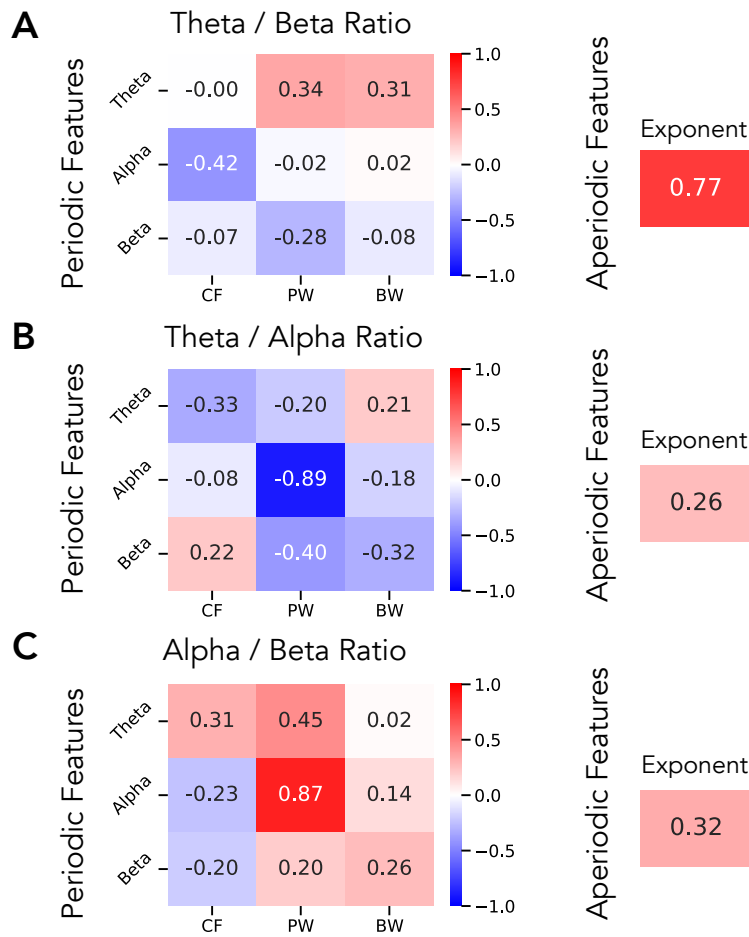 A
Theta / Beta Ratio
Periodic Features
Theta
Alpha
Beta
-0.00 0.34 0.31
-0.42 -0.02 0.02
-0.07 -0.28 -0.08
CF PW BW
1.0
0.5
0.0
−0.5
−1.0
Aperiodic Features
Exponent
0.77
B
Theta / Alpha Ratio
Periodic Features
Theta
Alpha
Beta
-0.33 -0.20 0.21
-0.08 -0.89 -0.18
0.22 -0.40 -0.32
CF PW BW
1.0
0.5
0.0
−0.5
−1.0
Aperiodic Features
Exponent
0.26
C
Alpha / Beta Ratio
Periodic Features
Theta
Alpha
Beta
0.31 0.45 0.02
-0.23 0.87 0.14
-0.20 0.20 0.26
CF PW BW
1.0
0.5
0.0
−0.5
−1.0
Aperiodic Features
Exponent
0.32